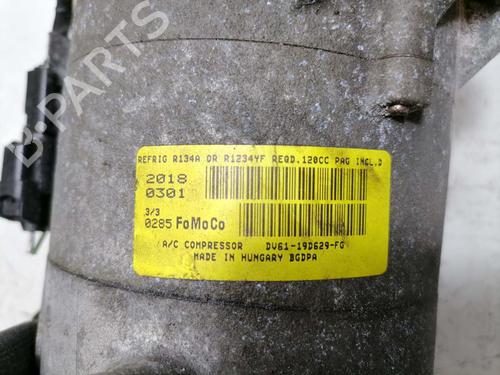 REFRIG R134A OR R1234YF REQD.120CC PAG INCL.D
2018
0301
3/3
0285 FoMoCo
A/C COMPRESSOR DV61-19D629-FG
MADE IN HUNGARY BGDPA
B-PARTS